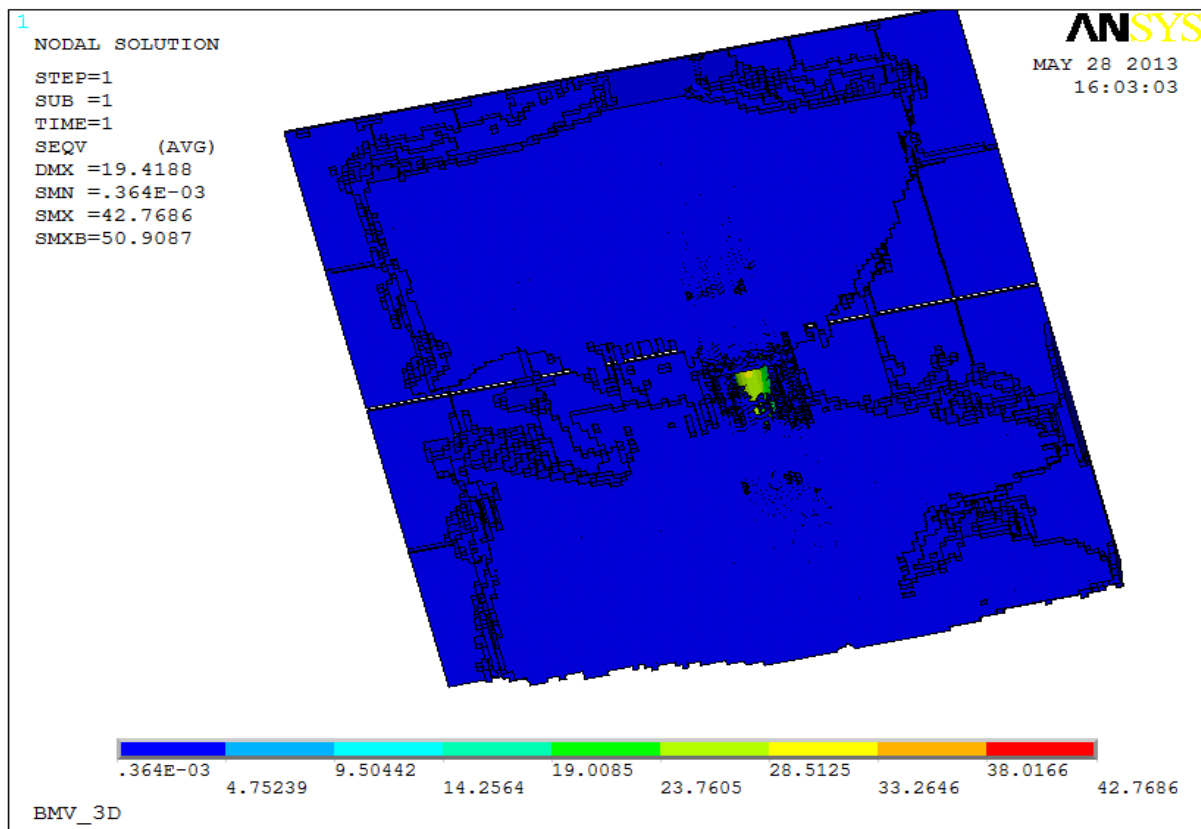 1
NODAL SOLUTION
STEP=1
SUB =1
TIME=1
SEQV (AVG)
DMX =19.4188
SMN =.364E-03
SMX =42.7686
SMXB=50.9087
ANSYS
MAY 28 2013
16:03:03
.364E-03 9.50442 19.0085 28.5125 38.0166
4.75239 14.2564 23.7605 33.2646 42.7686
BMV_3D